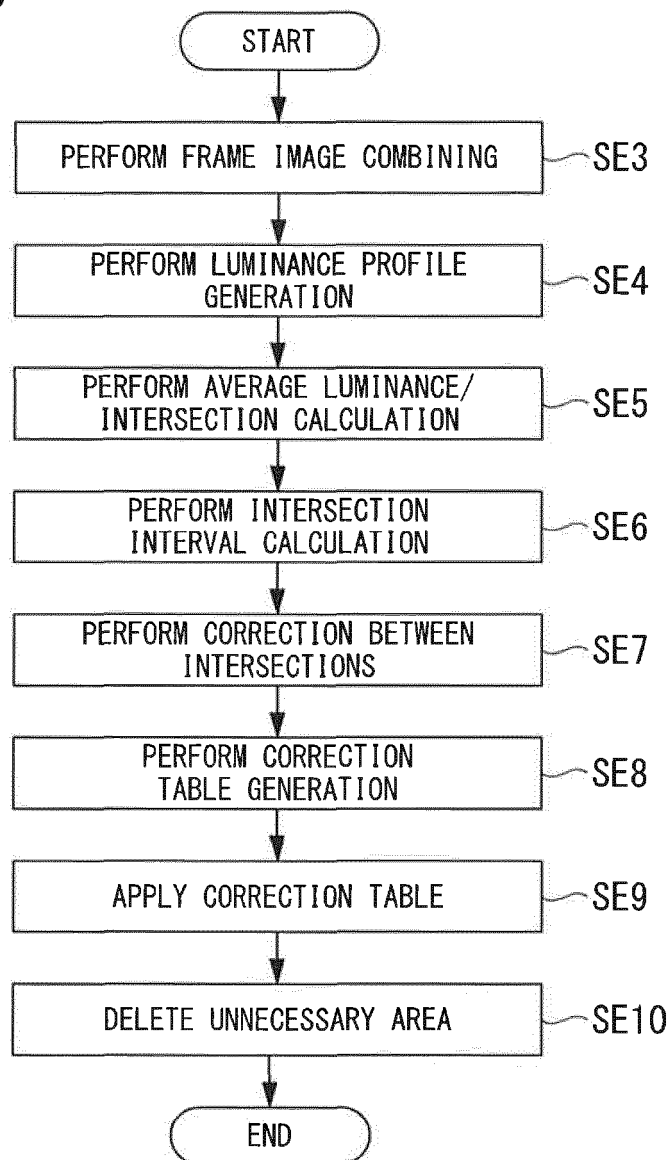 START
PERFORM FRAME IMAGE COMBINING
SE3
PERFORM LUMINANCE PROFILE
GENERATION
SE4
PERFORM AVERAGE LUMINANCE/
INTERSECTION CALCULATION
SE5
PERFORM INTERSECTION
INTERVAL CALCULATION
SE6
PERFORM CORRECTION BETWEEN
INTERSECTIONS
SE7
PERFORM CORRECTION
TABLE GENERATION
SE8
APPLY CORRECTION TABLE
SE9
DELETE UNNECESSARY AREA
SE10
END